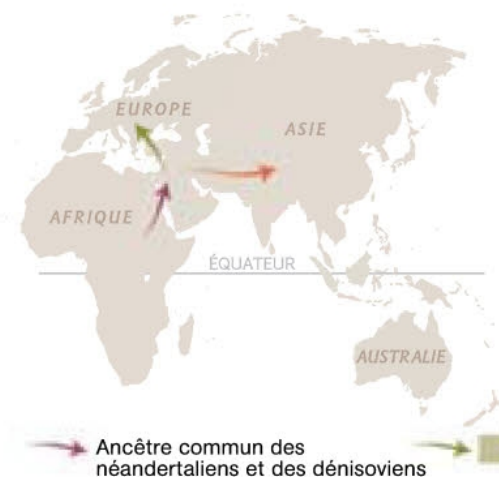 EUROPE
ASIE
AFRIQUE
ÉQUATEUR
AUSTRALIE
Ancêtre commun des
néandertaliens et des dénisoviens